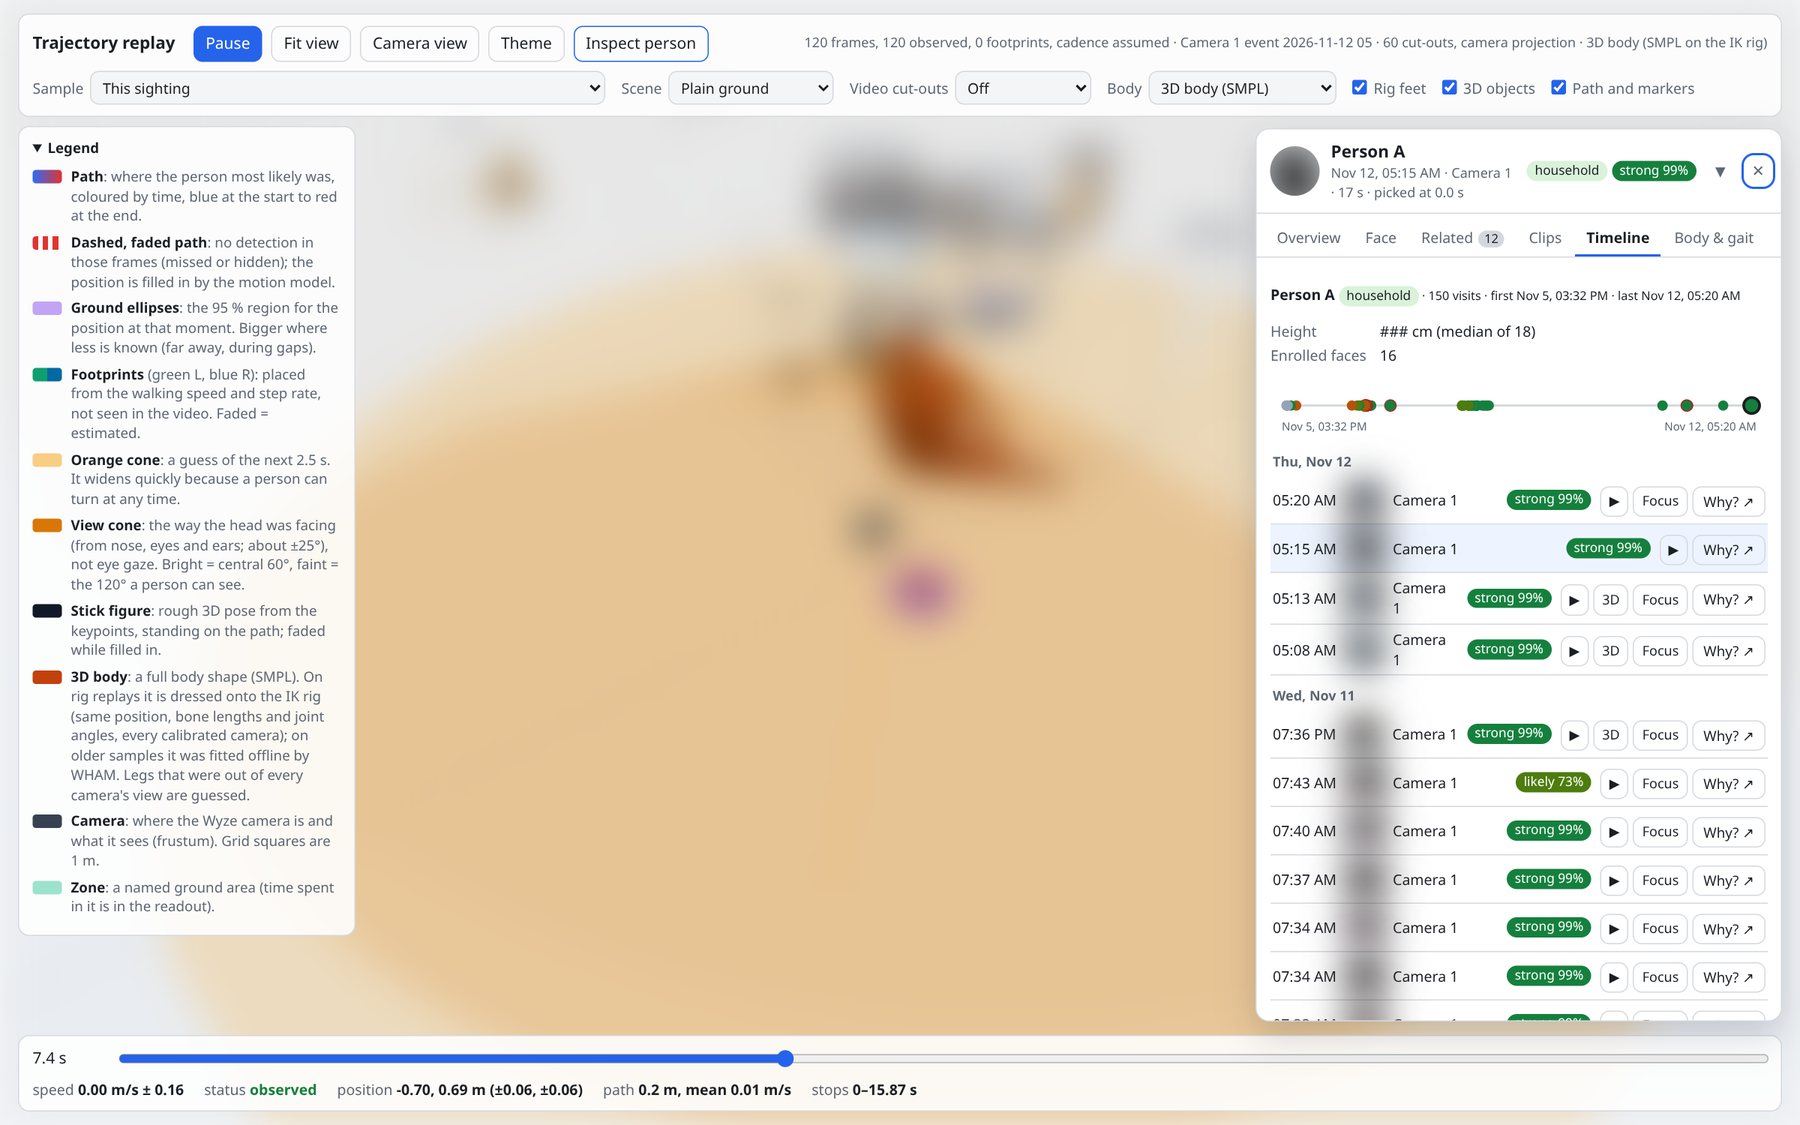 Trajectory replay Pause Fit view Camera view Theme Inspect person 120 frames, 120 observed, 0 footprints, cadence assumed · Camera 1 event 2026-11-12 05 · 60 cut-outs, camera projection · 3D body (SMPL on the IK rig)
Sample This sighting Scene Plain ground Video cut-outs Off Body 3D body (SMPL) Rig feet 3D objects Path and markers
▼ Legend
Path: where the person most likely was,
coloured by time, blue at the start to red
at the end.
Dashed, faded path: no detection in
those frames (missed or hidden); the
position is filled in by the motion model.
Ground ellipses: the 95 % region for the
position at that moment. Bigger where
less is known (far away, during gaps).
Footprints (green L, blue R): placed
from the walking speed and step rate,
not seen in the video. Faded =
estimated.
Orange cone: a guess of the next 2.5 s.
It widens quickly because a person can
turn at any time.
View cone: the way the head was facing
(from nose, eyes and ears; about ±25°),
not eye gaze. Bright = central 60°, faint =
the 120° a person can see.
Stick figure: rough 3D pose from the
keypoints, standing on the path; faded
while filled in.
3D body: a full body shape (SMPL). On
rig replays it is dressed onto the IK rig
(same position, bone lengths and joint
angles, every calibrated camera); on
older samples it was fitted offline by
WHAM. Legs that were out of every
camera's view are guessed.
Camera: where the Wyze camera is and
what it sees (frustum). Grid squares are
1 m.
Zone: a named ground area (time spent
in it is in the readout).
Person A
Nov 12, 05:15 AM · Camera 1
· 17 s · picked at 0.0 s
household strong 99% ▼ ×
Overview Face Related 12 Clips Timeline Body & gait
Person A household · 150 visits · first Nov 5, 03:32 PM · last Nov 12, 05:20 AM
Height ### cm (median of 18)
Enrolled faces 16
Nov 5, 03:32 PM Nov 12, 05:20 AM
Thu, Nov 12
05:20 AM Camera 1 strong 99% ▶ Focus Why? ↗
05:15 AM Camera 1 strong 99% ▶ Why? ↗
05:13 AM Camera 1 strong 99% ▶ 3D Focus Why? ↗
05:08 AM Camera 1 strong 99% ▶ 3D Focus Why? ↗
Wed, Nov 11
07:36 PM Camera 1 strong 99% ▶ 3D Focus Why? ↗
07:43 AM Camera 1 likely 73% ▶ Focus Why? ↗
07:40 AM Camera 1 strong 99% ▶ Focus Why? ↗
07:37 AM Camera 1 strong 99% ▶ Focus Why? ↗
07:34 AM Camera 1 strong 99% ▶ Focus Why? ↗
07:34 AM Camera 1 strong 99% ▶ Focus Why? ↗
7.4 s
speed 0.00 m/s ± 0.16 status observed position -0.70, 0.69 m (±0.06, ±0.06) path 0.2 m, mean 0.01 m/s stops 0–15.87 s